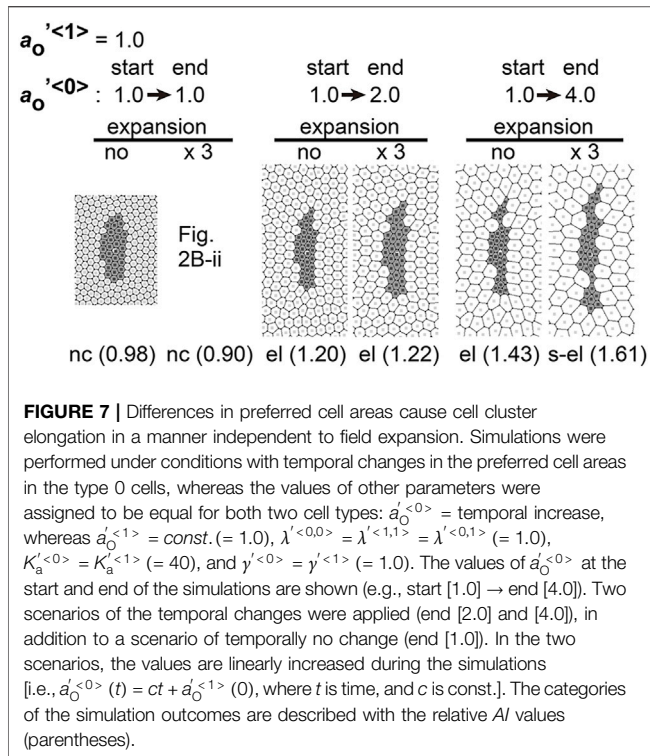 aₒ'<1> = 1.0
start end start end start end
aₒ'<0> : 1.0➔1.0 1.0➔2.0 1.0➔4.0
expansion expansion expansion
no x 3 no x 3 no x 3
Fig.
2B-ii
nc (0.98) nc (0.90) el (1.20) el (1.22) el (1.43) s-el (1.61)
FIGURE 7 | Differences in preferred cell areas cause cell cluster
elongation in a manner independent to field expansion. Simulations were
performed under conditions with temporal changes in the preferred cell areas
in the type 0 cells, whereas the values of other parameters were
assigned to be equal for both two cell types: a'O<0> = temporal increase,
whereas a'O<1> = const. (= 1.0), λ'<0,0> = λ'<1,1> = λ'<0,1> (= 1.0),
K'a<0> = K'a<1> (= 40), and γ'<0> = γ'<1> (= 1.0). The values of a'O<0> at the
start and end of the simulations are shown (e.g., start [1.0] → end [4.0]). Two
scenarios of the temporal changes were applied (end [2.0] and [4.0]), in
addition to a scenario of temporally no change (end [1.0]). In the two
scenarios, the values are linearly increased during the simulations
[i.e., a'O<0> (t) = ct + a'O<1> (0), where t is time, and c is const.]. The categories
of the simulation outcomes are described with the relative AI values
(parentheses).